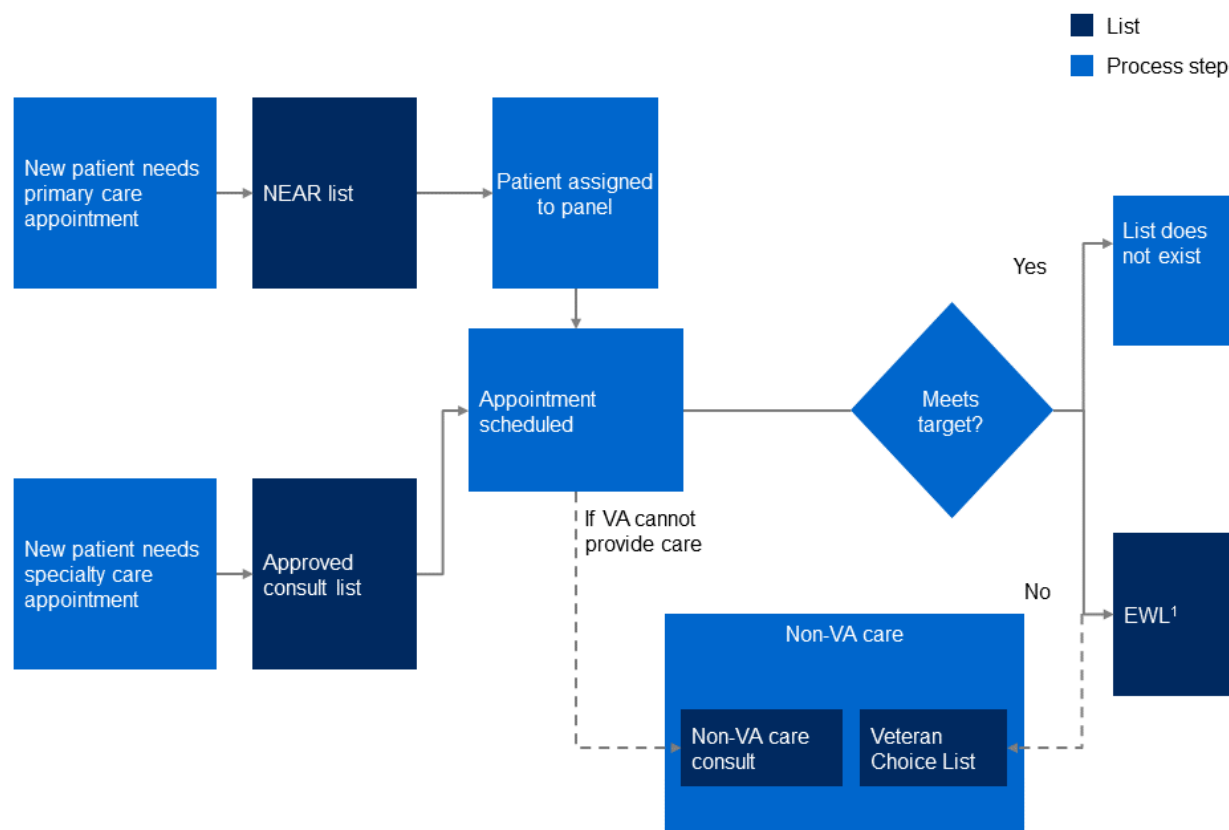 List
Process step
New patient needs
primary care
appointment
NEAR list
Patient assigned
to panel
List does
not exist
Yes
Appointment
scheduled
Meets
target?
New patient needs
specialty care
appointment
Approved
consult list
If VA cannot
provide care
No
EWL¹
Non-VA care
Non-VA care
consult
Veteran
Choice List